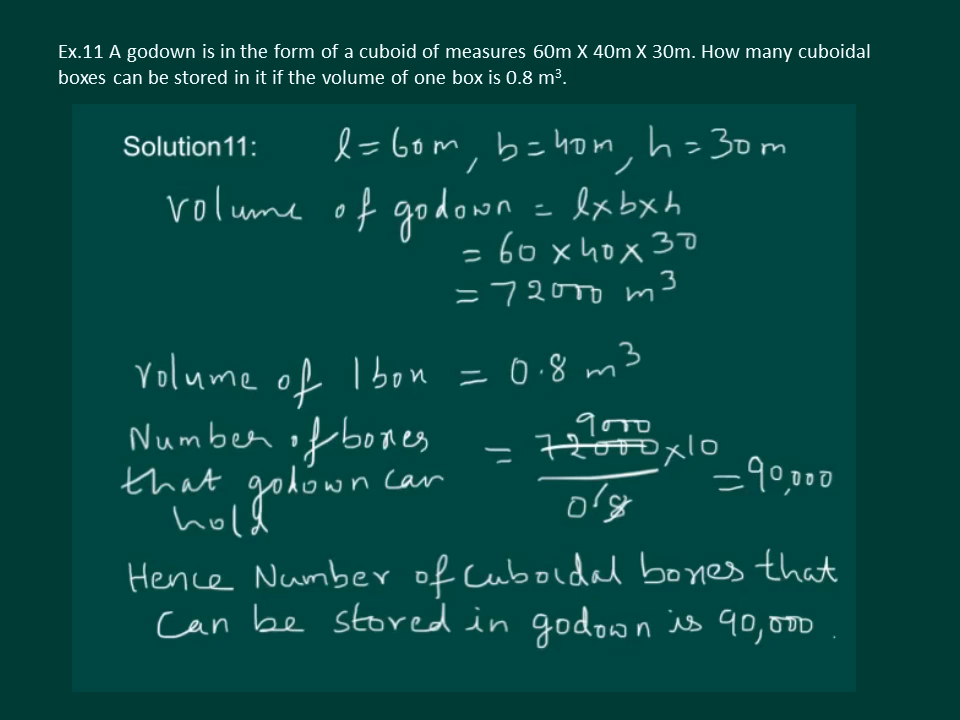 Ex.11 A godown is in the form of a cuboid of measures 60m X 40m X 30m. How many cuboidal
boxes can be stored in it if the volume of one box is 0.8 m³.
Solution11: l = 60m, b = 40m, h = 30m
Volume of godown = l×b×h
= 60 × 40 × 30
= 72000 m³
Volume of 1 box = 0.8 m³
Number of boxes
that godown can
hold
= 9000
72000 × 10
0.8
= 90,000
Hence Number of Cuboidal boxes that
can be stored in godown is 90,000.